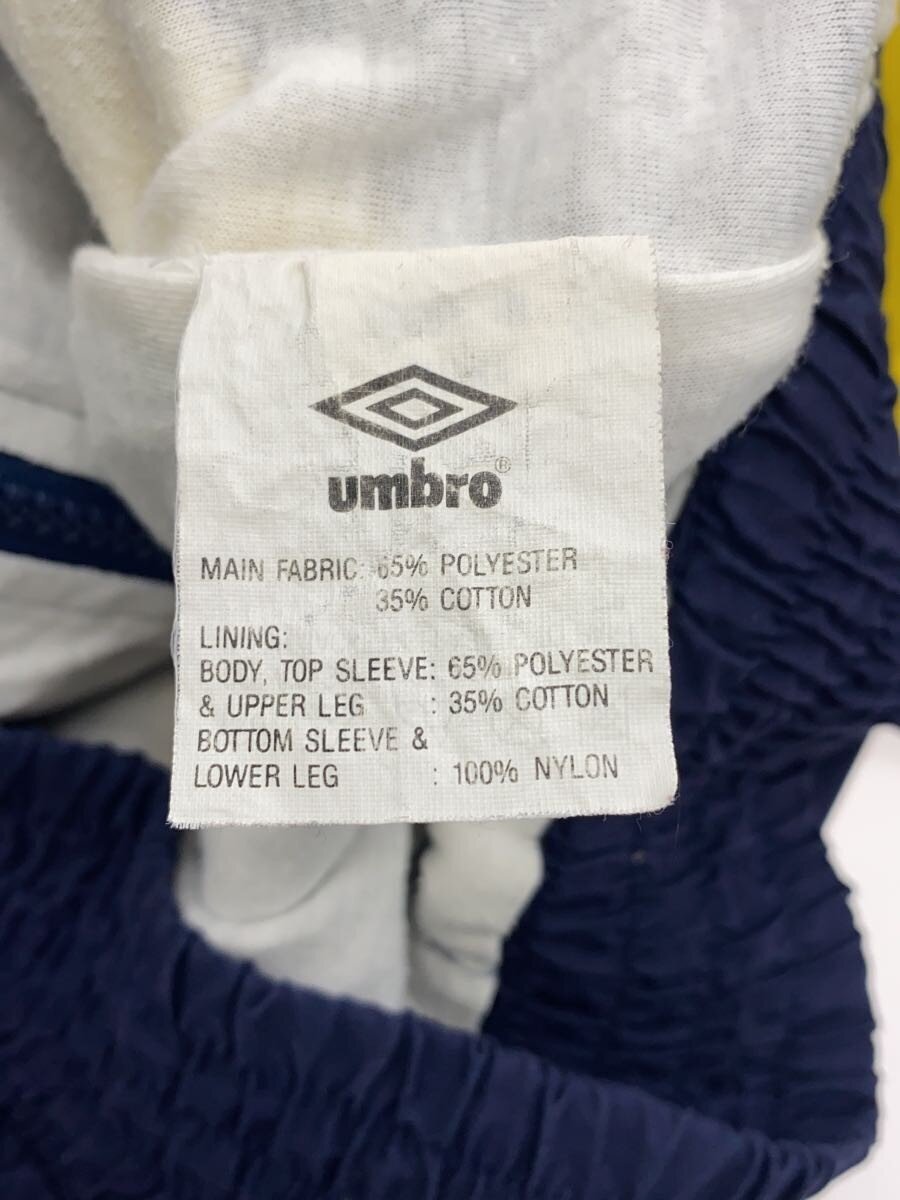 umbro®
MAIN FABRIC: 65% POLYESTER
35% COTTON
LINING:
BODY, TOP SLEEVE: 65% POLYESTER
& UPPER LEG : 35% COTTON
BOTTOM SLEEVE &
LOWER LEG : 100% NYLON